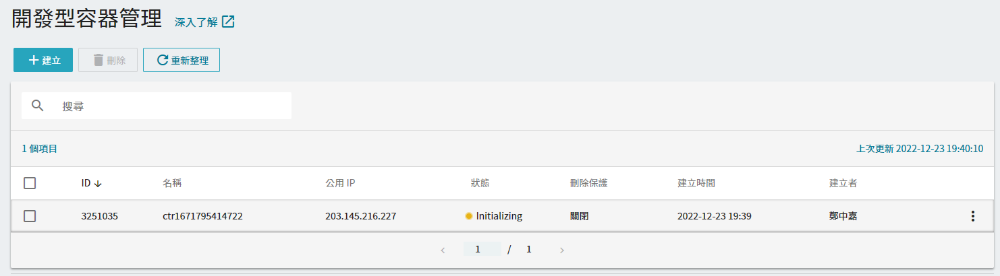 開發型容器管理 深入了解
建立 刪除 重新整理
搜尋
1 個項目 上次更新 2022-12-23 19:40:10
ID 名稱 公用 IP 狀態 刪除保護 建立時間 建立者
3251035 ctr1671795414722 203.145.216.227 Initializing 關閉 2022-12-23 19:39 鄭中嘉
1 / 1